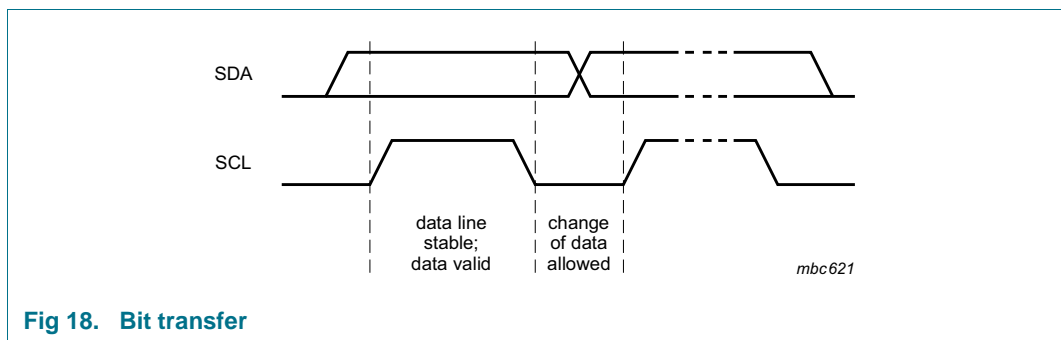 SDA
SCL
data line
stable;
data valid
change
of data
allowed
mbc621
Fig 18. Bit transfer